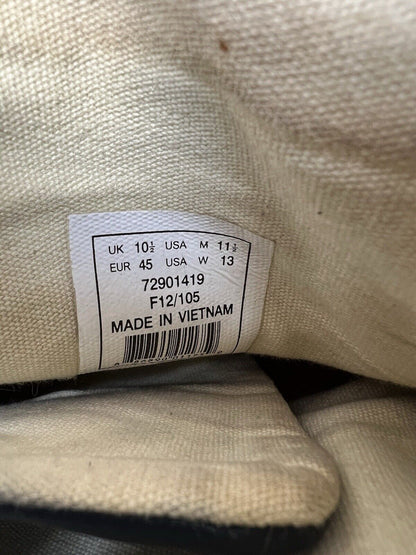 UK 10½ USA M 11½
EUR 45 USA W 13
72901419
F12/105
MADE IN VIETNAM